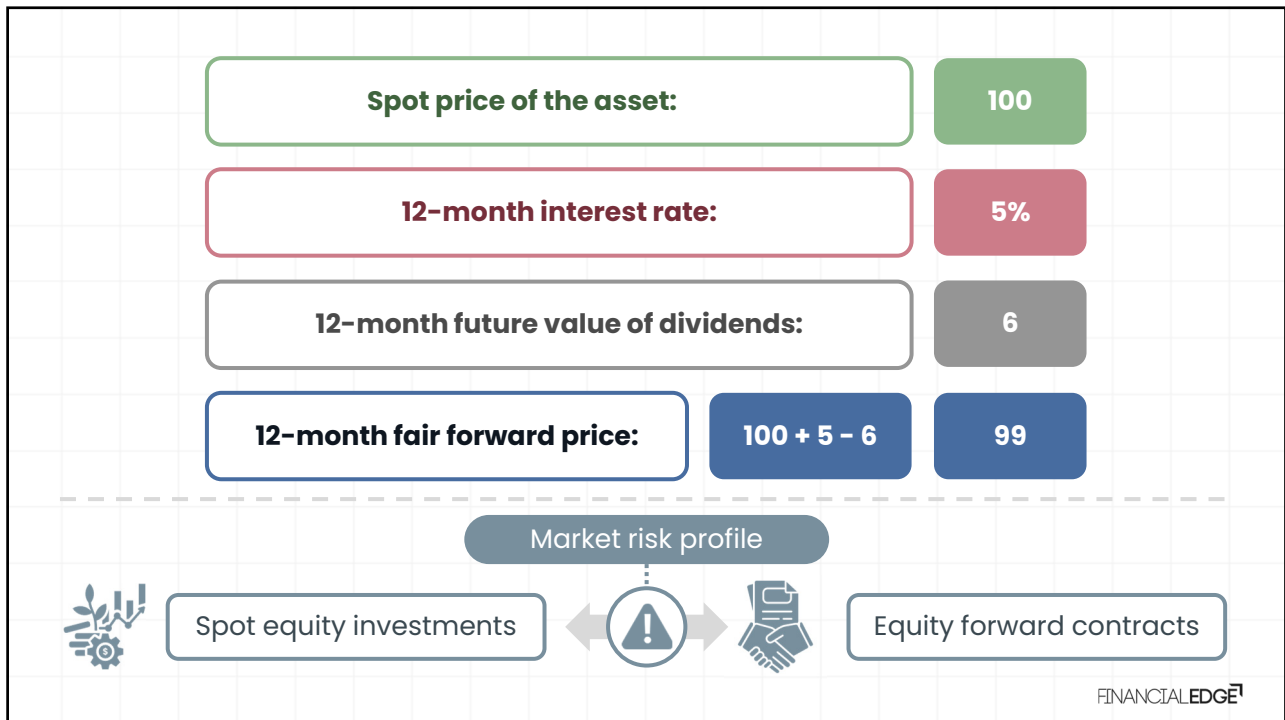 Spot price of the asset:
100
12-month interest rate:
5%
12-month future value of dividends:
6
12-month fair forward price:
100 + 5 - 6
99
Market risk profile
Spot equity investments
Equity forward contracts
FINANCIALEDGE